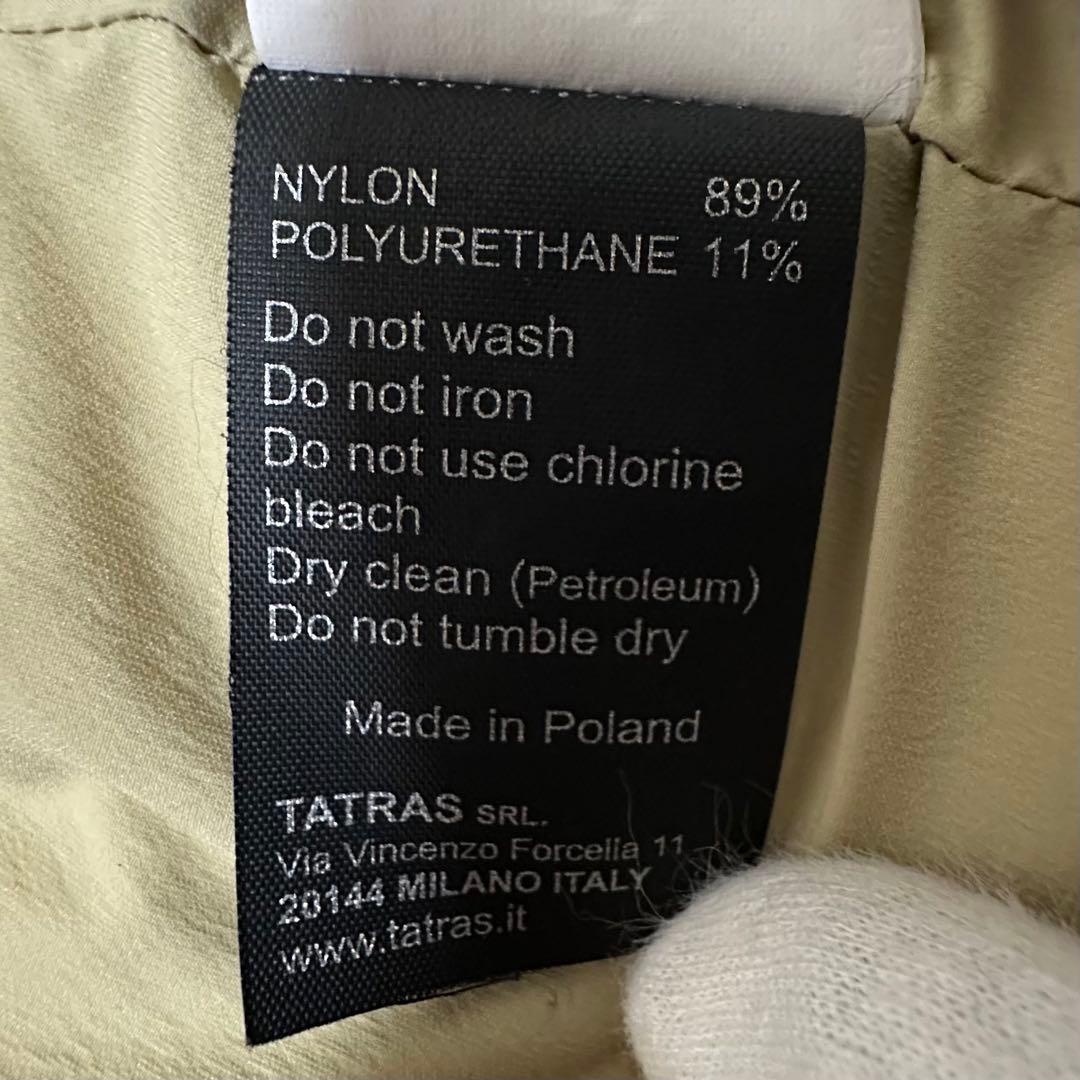 NYLON 89%
POLYURETHANE 11%
Do not wash
Do not iron
Do not use chlorine
bleach
Dry clean (Petroleum)
Do not tumble dry
Made in Poland
TATRAS SRL.
Via Vincenzo Forcella 11
20144 MILANO ITALY
www.tatras.it